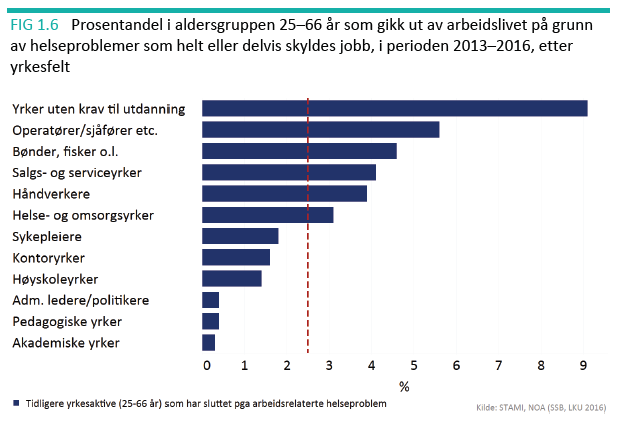 FIG 1.6 Prosentandel i aldersgruppen 25–66 år som gikk ut av arbeidslivet på grunn
av helseproblemer som helt eller delvis skyldes jobb, i perioden 2013–2016, etter
yrkesfelt
Yrker uten krav til utdanning
Operatører/sjåfører etc.
Bønder, fisker o.l.
Salgs- og serviceyrker
Håndverkere
Helse- og omsorgsyrker
Sykepleiere
Kontoryrker
Høyskoleyrker
Adm. ledere/politikere
Pedagogiske yrker
Akademiske yrker
0 1 2 3 4 5 6 7 8 9
%
Tidligere yrkesaktive (25-66 år) som har sluttet pga arbeidsrelaterte helseproblem
Kilde: STAMI, NOA (SSB, LKU 2016)